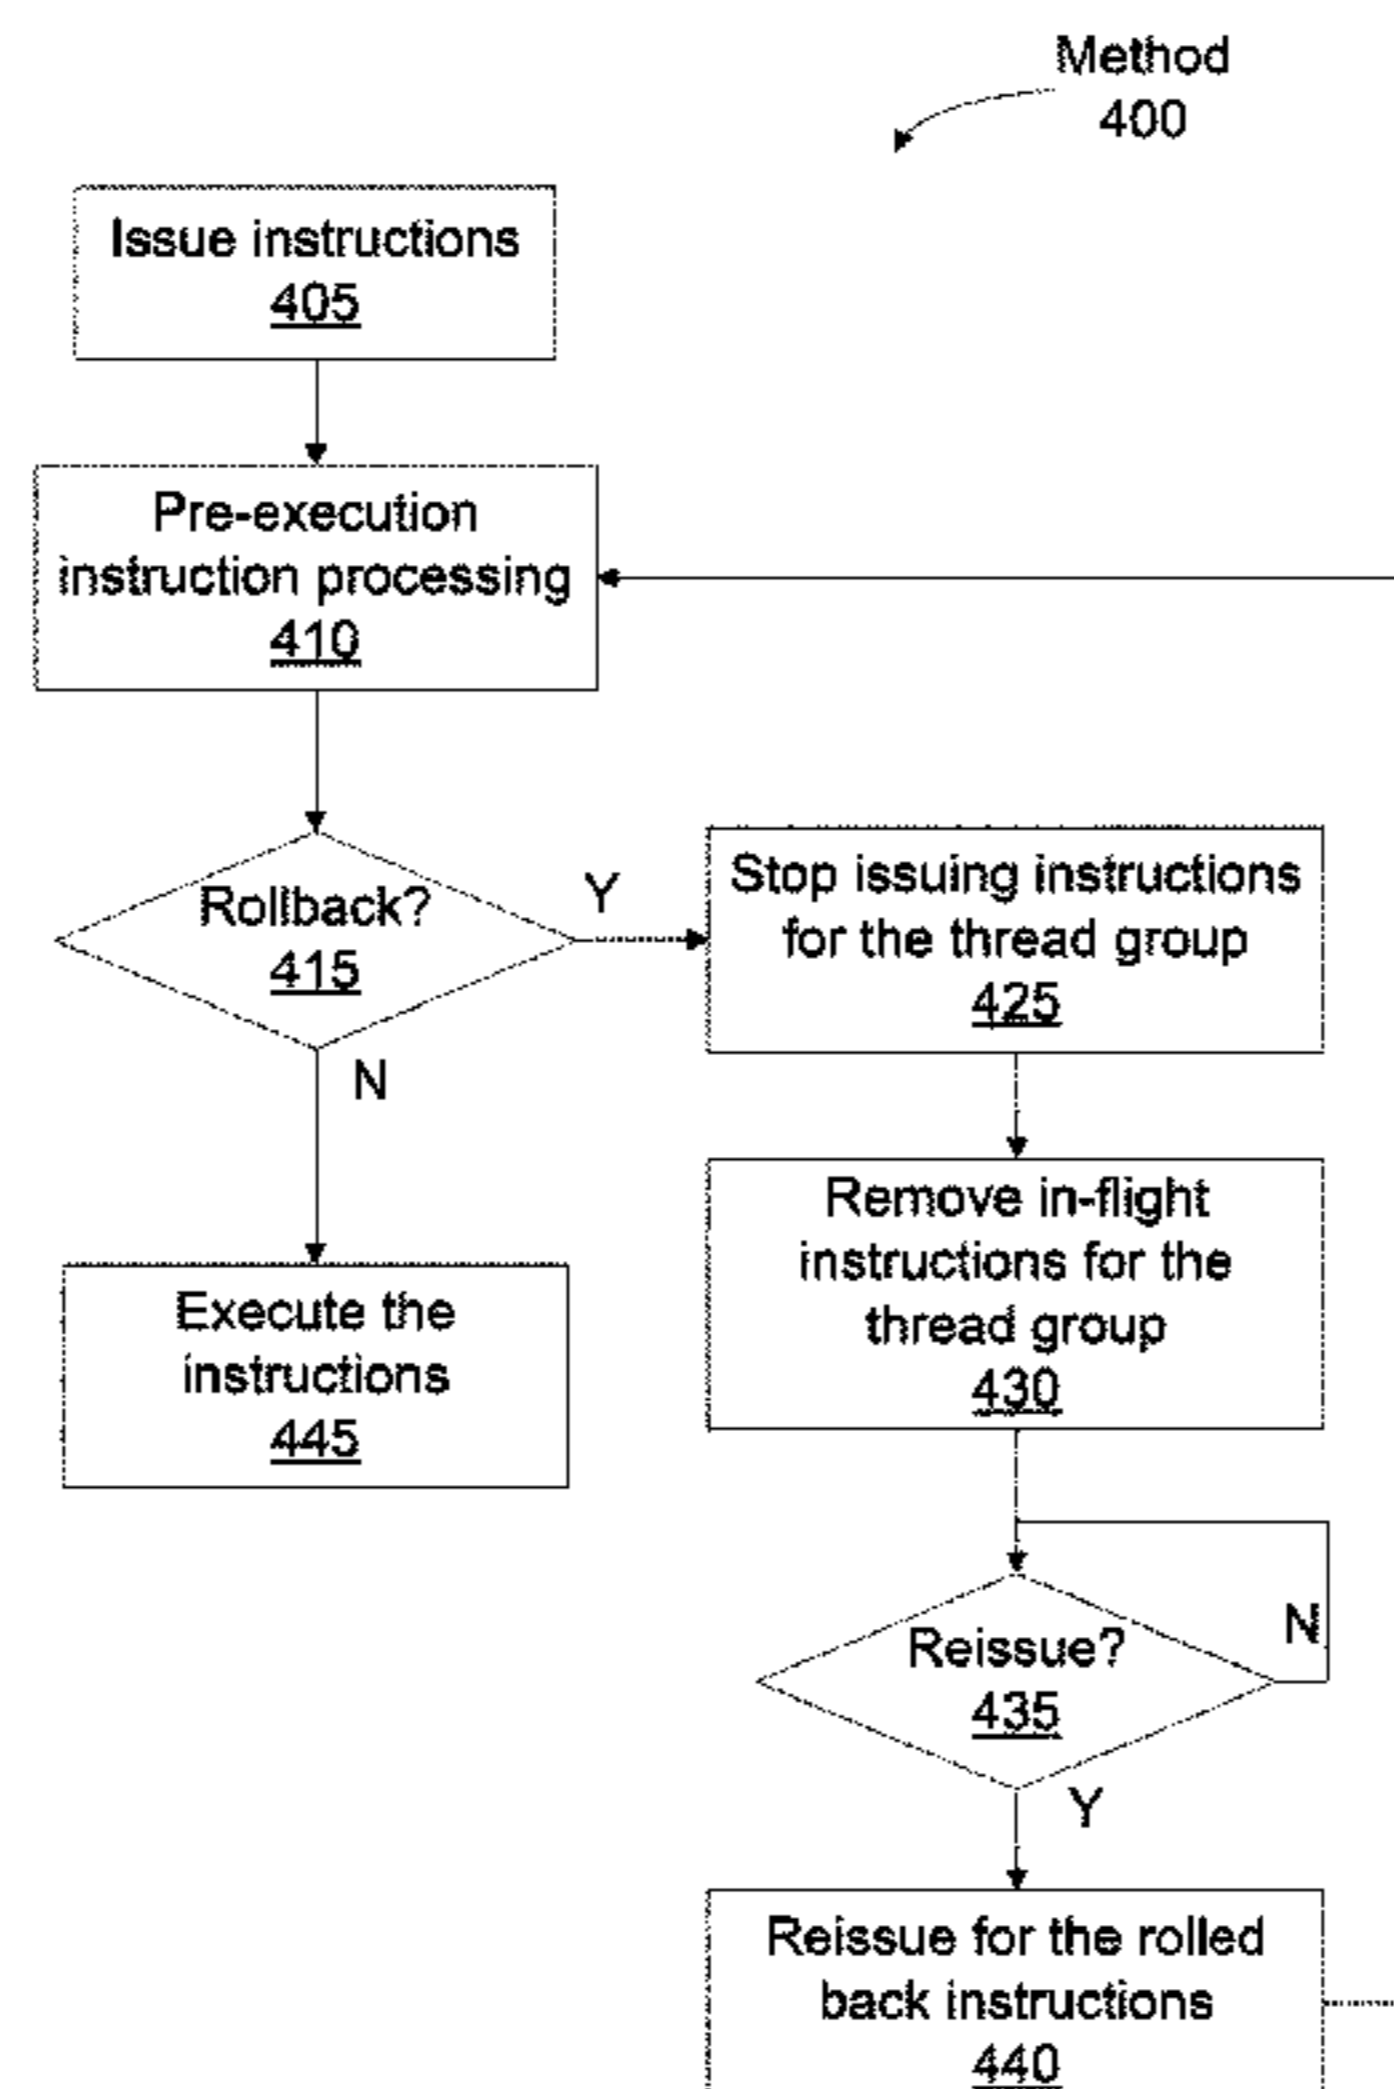 Method
400
Issue instructions
405
Pre-execution
instruction processing
410
Rollback?
415
Y
N
Stop issuing instructions
for the thread group
425
Remove in-flight
instructions for the
thread group
430
Execute the
instructions
445
Reissue?
435
N
Y
Reissue for the rolled
back instructions
440